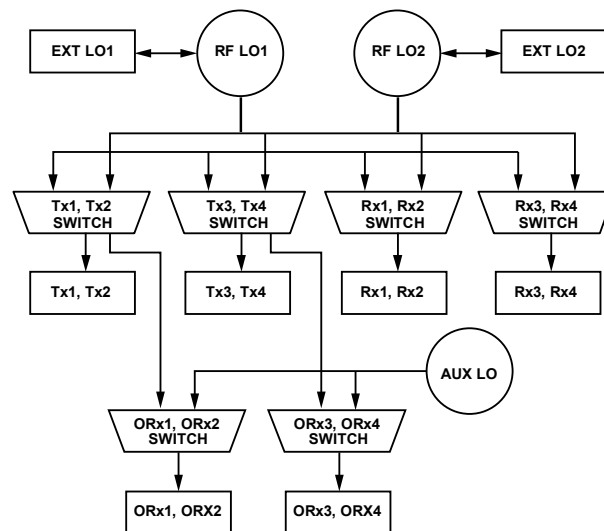 EXT LO1
RF LO1
RF LO2
EXT LO2
Tx1, Tx2
SWITCH
Tx3, Tx4
SWITCH
Rx1, Rx2
SWITCH
Rx3, Rx4
SWITCH
Tx1, Tx2
Tx3, Tx4
Rx1, Rx2
Rx3, Rx4
AUX LO
ORx1, ORx2
SWITCH
ORx3, ORx4
SWITCH
ORx1, ORX2
ORx3, ORX4